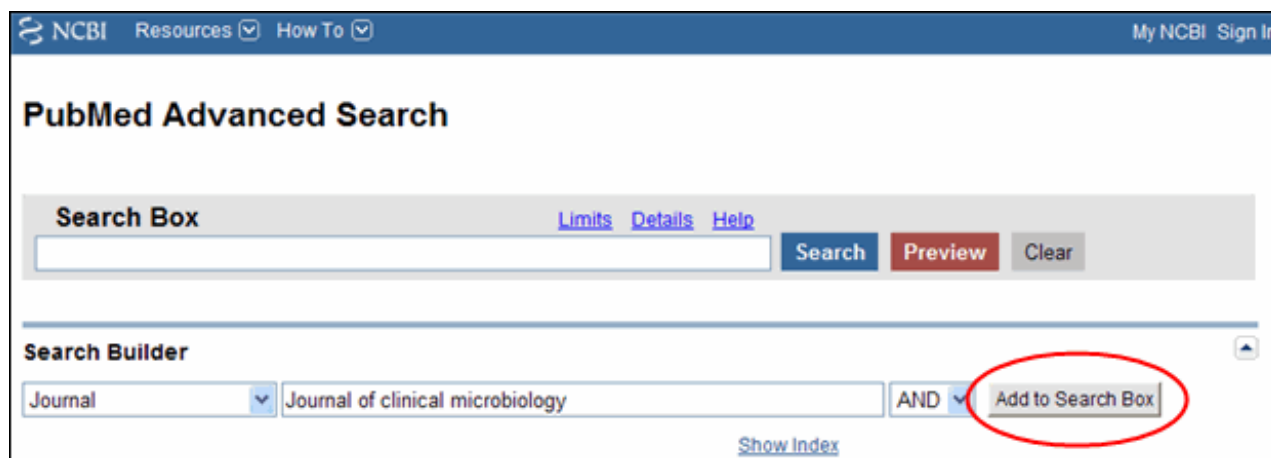 NCBI Resources How To My NCBI Sign In
PubMed Advanced Search
Search Box Limits Details Help
Search Preview Clear
Search Builder
Journal Journal of clinical microbiology AND Add to Search Box
Show Index